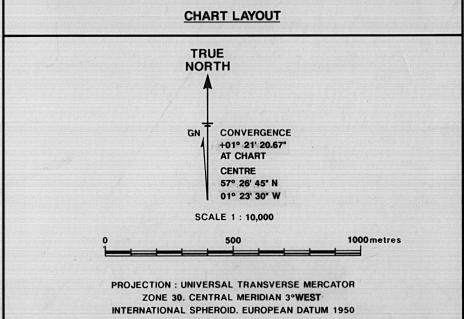 CHART LAYOUT
TRUE
NORTH
GN
CONVERGENCE
+01° 21' 20.67"
AT CHART
CENTRE
57° 26' 45" N
01° 23' 30" W
SCALE 1 : 10,000
0 500 1000 metres
PROJECTION : UNIVERSAL TRANSVERSE MERCATOR
ZONE 30. CENTRAL MERIDIAN 3°WEST
INTERNATIONAL SPHEROID. EUROPEAN DATUM 1950